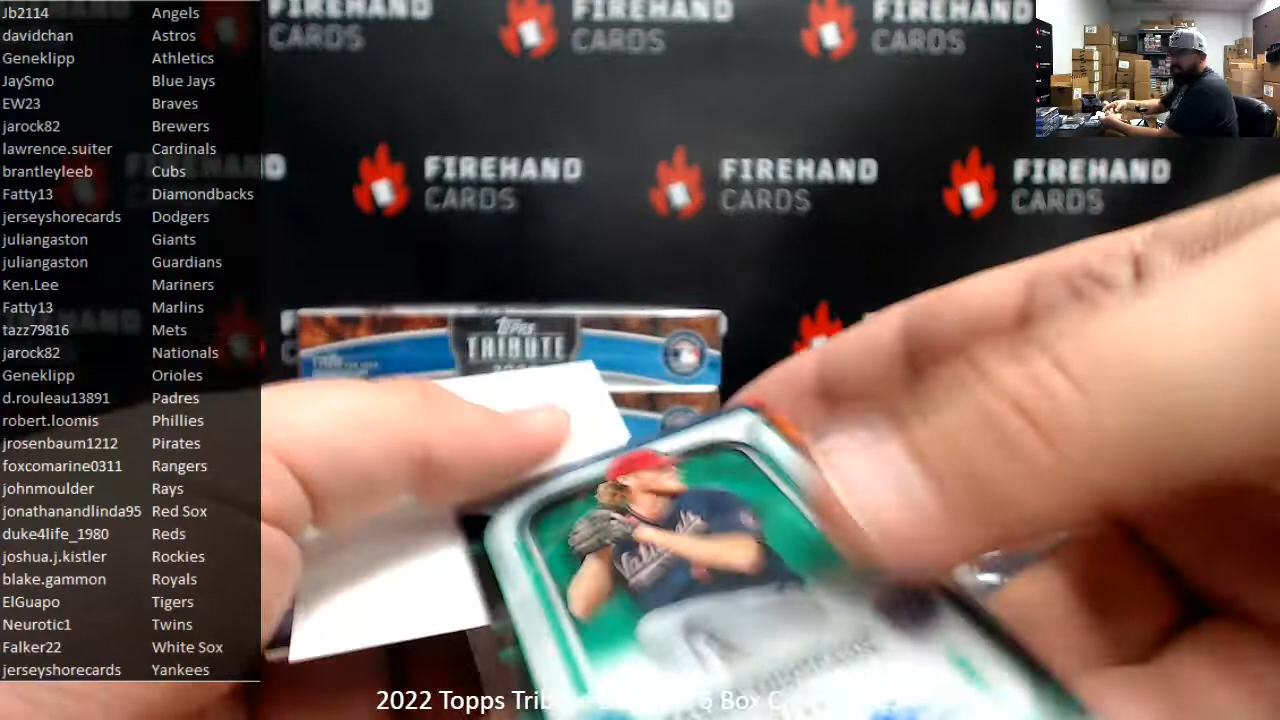 Jb2114 Angels
davidchan Astros
Geneklipp Athletics
JaySmo Blue Jays
EW23 Braves
jarock82 Brewers
lawrence.suiter Cardinals
brantleyleeb Cubs
Fatty13 Diamondbacks
jerseyshorecards Dodgers
juliangaston Giants
juliangaston Guardians
Ken.Lee Mariners
Fatty13 Marlins
tazz79816 Mets
jarock82 Nationals
Geneklipp Orioles
d.rouleau13891 Padres
robert.loomis Phillies
jrosenbaum1212 Pirates
foxcomarine0311 Rangers
johnmoulder Rays
jonathanandlinda95 Red Sox
duke4life_1980 Reds
joshua.j.kistler Rockies
blake.gammon Royals
ElGuapo Tigers
Neurotic1 Twins
Falker22 White Sox
jerseyshorecards Yankees
FIREHAND
CARDS
FIREHAND
CARDS
FIREHAND
CARDS
FIREHAND
CARDS
FIREHAND
CARDS
FIREHAND
CARDS
TOPPS
TRIBUTE
Nationals
2022 Topps Box